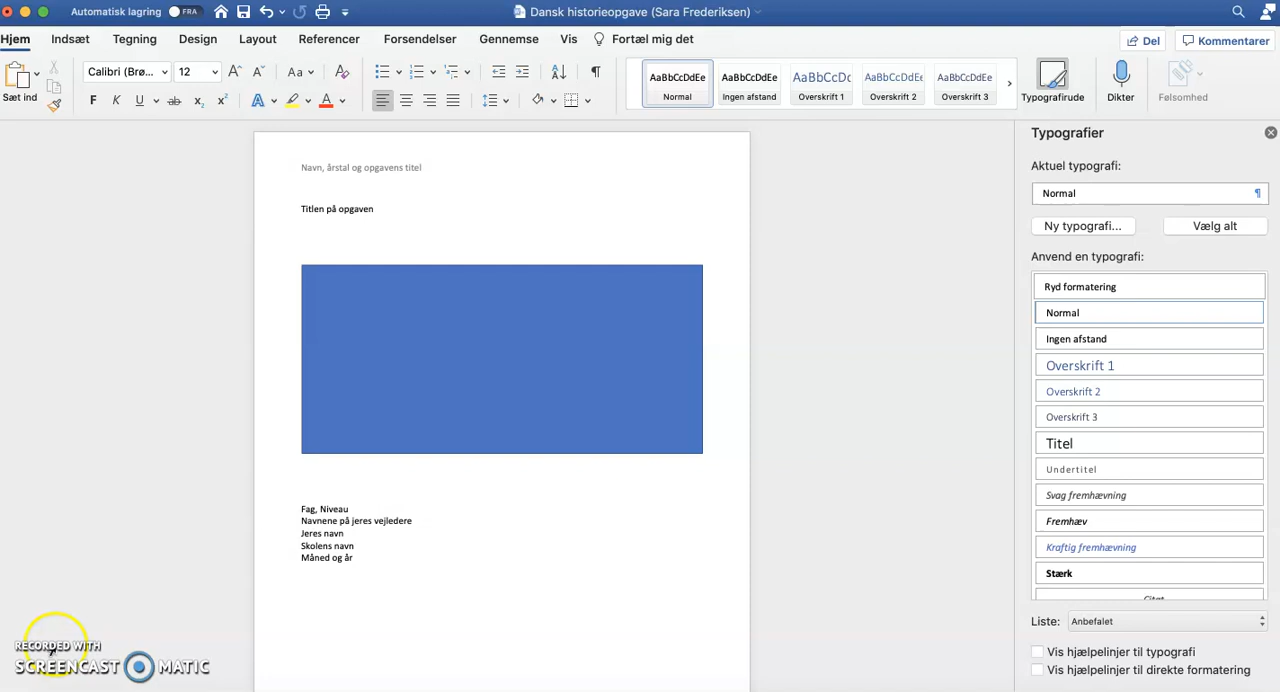 Automatisk lagring FRA Dansk historieopgave (Sara Frederiksen)
Hjem Indsæt Tegning Design Layout Referencer Forsendelser Gennemse Vis Fortæl mig det Del Kommentarer
Sæt ind Calibri (Brø... 12 A A Aa A
F K U ab x₂ x² A A
AaBbCcDdEe AaBbCcDdEe AaBbCcDc AaBbCcDdEe AaBbCcDdEe
Normal Ingen afstand Overskrift 1 Overskrift 2 Overskrift 3
Typografirude Dikter Følsomhed
Navn, årstal og opgavens titel
Titlen på opgaven
Fag, Niveau
Navnene på jeres vejledere
Jeres navn
Skolens navn
Måned og år
Typografier
Aktuel typografi:
Normal ¶
Ny typografi... Vælg alt
Anvend en typografi:
Ryd formatering
Normal
Ingen afstand
Overskrift 1
Overskrift 2
Overskrift 3
Titel
Undertitel
Svag fremhævning
Fremhæv
Kraftig fremhævning
Stærk
Citat
Liste: Anbefalet
Vis hjælpelinjer til typografi
Vis hjælpelinjer til direkte formatering
RECORDED WITH
SCREENCAST MATIC